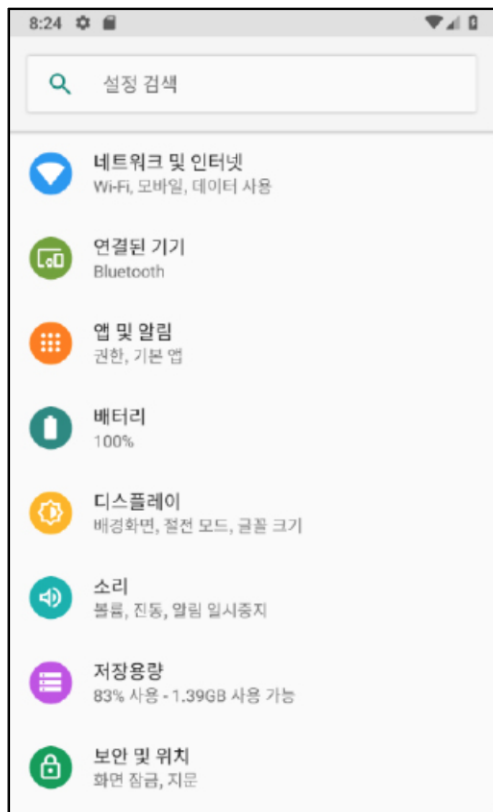 8:24
설정 검색
네트워크 및 인터넷
Wi-Fi, 모바일, 데이터 사용
연결된 기기
Bluetooth
앱 및 알림
권한, 기본 앱
배터리
100%
디스플레이
배경화면, 절전 모드, 글꼴 크기
소리
볼륨, 진동, 알림 일시중지
저장용량
83% 사용 - 1.39GB 사용 가능
보안 및 위치
화면 잠금, 지문